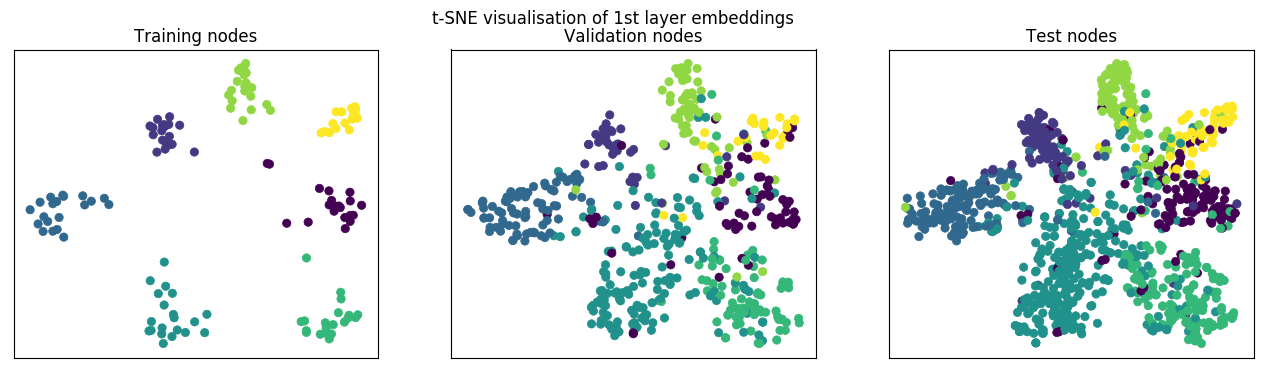 t-SNE visualisation of 1st layer embeddings
Training nodes
Validation nodes
Test nodes